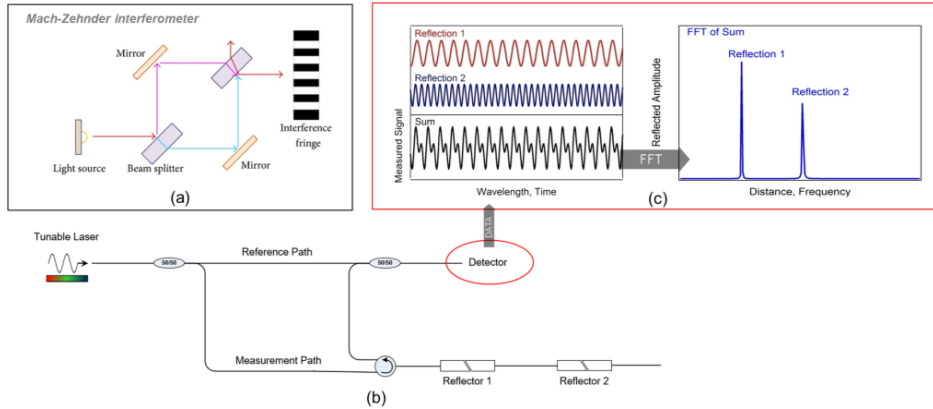 Mach-Zehnder interferometer
Mirror
Light source
Beam splitter
Mirror
Interference
fringe
(a)
Reflection 1
Reflection 2
Sum
Measured Signal
Wavelength, Time
FFT
FFT of Sum
Reflection 1
Reflection 2
Reflected Amplitude
Distance, Frequency
(c)
DATA
Tunable Laser
50/50
Reference Path
50/50
Detector
Measurement Path
Reflector 1
Reflector 2
(b)